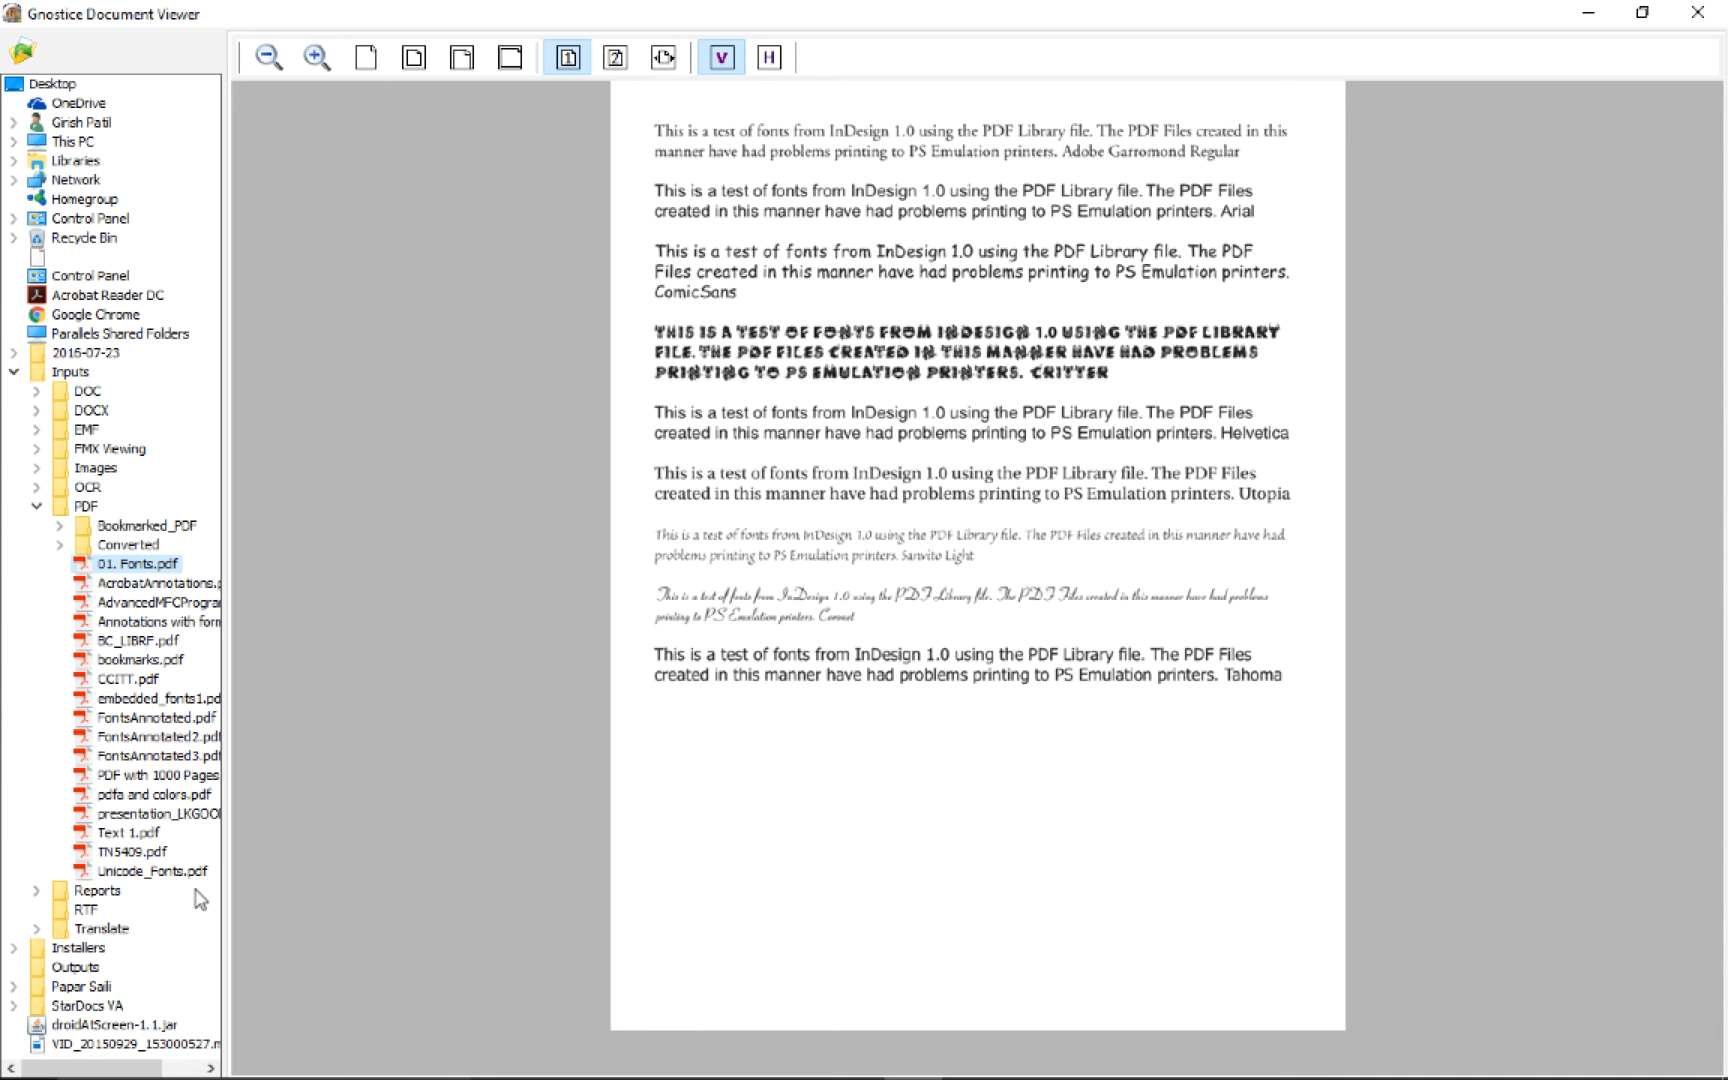 Gnostice Document Viewer
1
2
V
H
Desktop
OneDrive
Girish Patil
This PC
Libraries
Network
Homegroup
Control Panel
Recycle Bin
Control Panel
Acrobat Reader DC
Google Chrome
Parallels Shared Folders
2015-07-23
Inputs
DOC
DOCX
EMF
FMX Viewing
Images
OCR
PDF
Bookmarked_PDF
Converted
01. Fonts.pdf
AcrobatAnnotations.p
AdvancedMFCProgra
Annotations with form
BC_LIBRF.pdf
bookmarks.pdf
CCITT.pdf
embedded_fonts1.pd
FontsAnnotated.pdf
FontsAnnotated2.pdf
FontsAnnotated3.pdf
PDF with 1000 Pages
pdfa and colors.pdf
presentation_LKGOO
Text 1.pdf
TN5409.pdf
Unicode_Fonts.pdf
Reports
RTF
Translate
Installers
Outputs
Papar Saili
StarDocs VA
droidAtScreen-1.1.jar
VID_20150929_153000527.m
This is a test of fonts from InDesign 1.0 using the PDF Library file. The PDF Files created in this
manner have had problems printing to PS Emulation printers. Adobe Garromond Regular
This is a test of fonts from InDesign 1.0 using the PDF Library file. The PDF Files
created in this manner have had problems printing to PS Emulation printers. Arial
This is a test of fonts from InDesign 1.0 using the PDF Library file. The PDF
Files created in this manner have had problems printing to PS Emulation printers.
ComicSans
THIS IS A TEST OF FONTS FROM INDESIGN 1.0 USING THE PDF LIBRARY
FILE. THE PDF FILES CREATED IN THIS MANNER HAVE HAD PROBLEMS
PRINTING TO PS EMULATION PRINTERS. CRITTER
This is a test of fonts from InDesign 1.0 using the PDF Library file. The PDF Files
created in this manner have had problems printing to PS Emulation printers. Helvetica
This is a test of fonts from InDesign 1.0 using the PDF Library file. The PDF Files
created in this manner have had problems printing to PS Emulation printers. Utopia
This is a test of fonts from InDesign 1.0 using the PDF Library file. The PDF Files created in this manner have had
problems printing to PS Emulation printers. Sanvito Light
This is a test of fonts from InDesign 1.0 using the PDF Library file. The PDF Files created in this manner have had problems
printing to PS Emulation printers.
This is a test of fonts from InDesign 1.0 using the PDF Library file. The PDF Files
created in this manner have had problems printing to PS Emulation printers. Tahoma